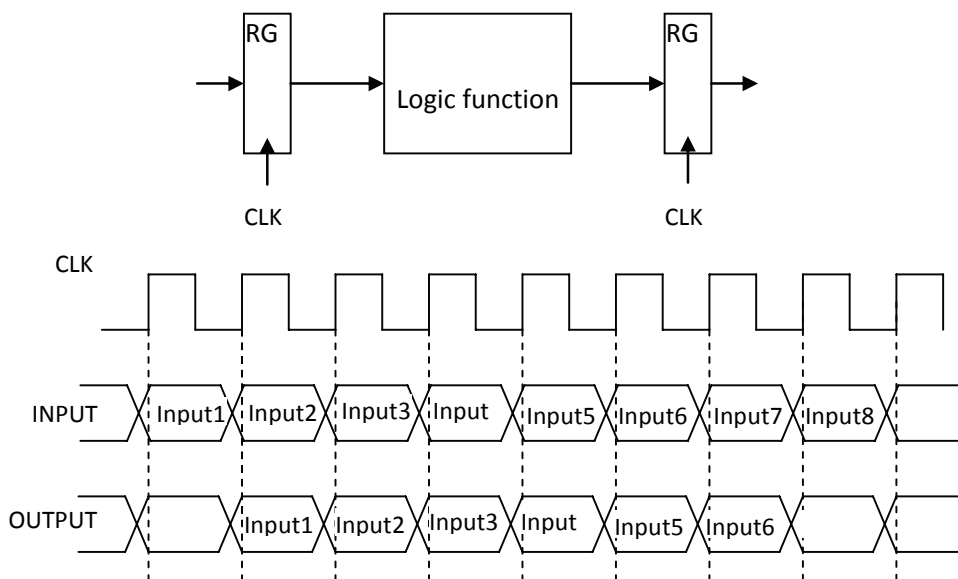 RG RG
Logic function
CLK CLK
CLK
INPUT Input1 Input2 Input3 Input Input5 Input6 Input7 Input8
OUTPUT Input1 Input2 Input3 Input Input5 Input6